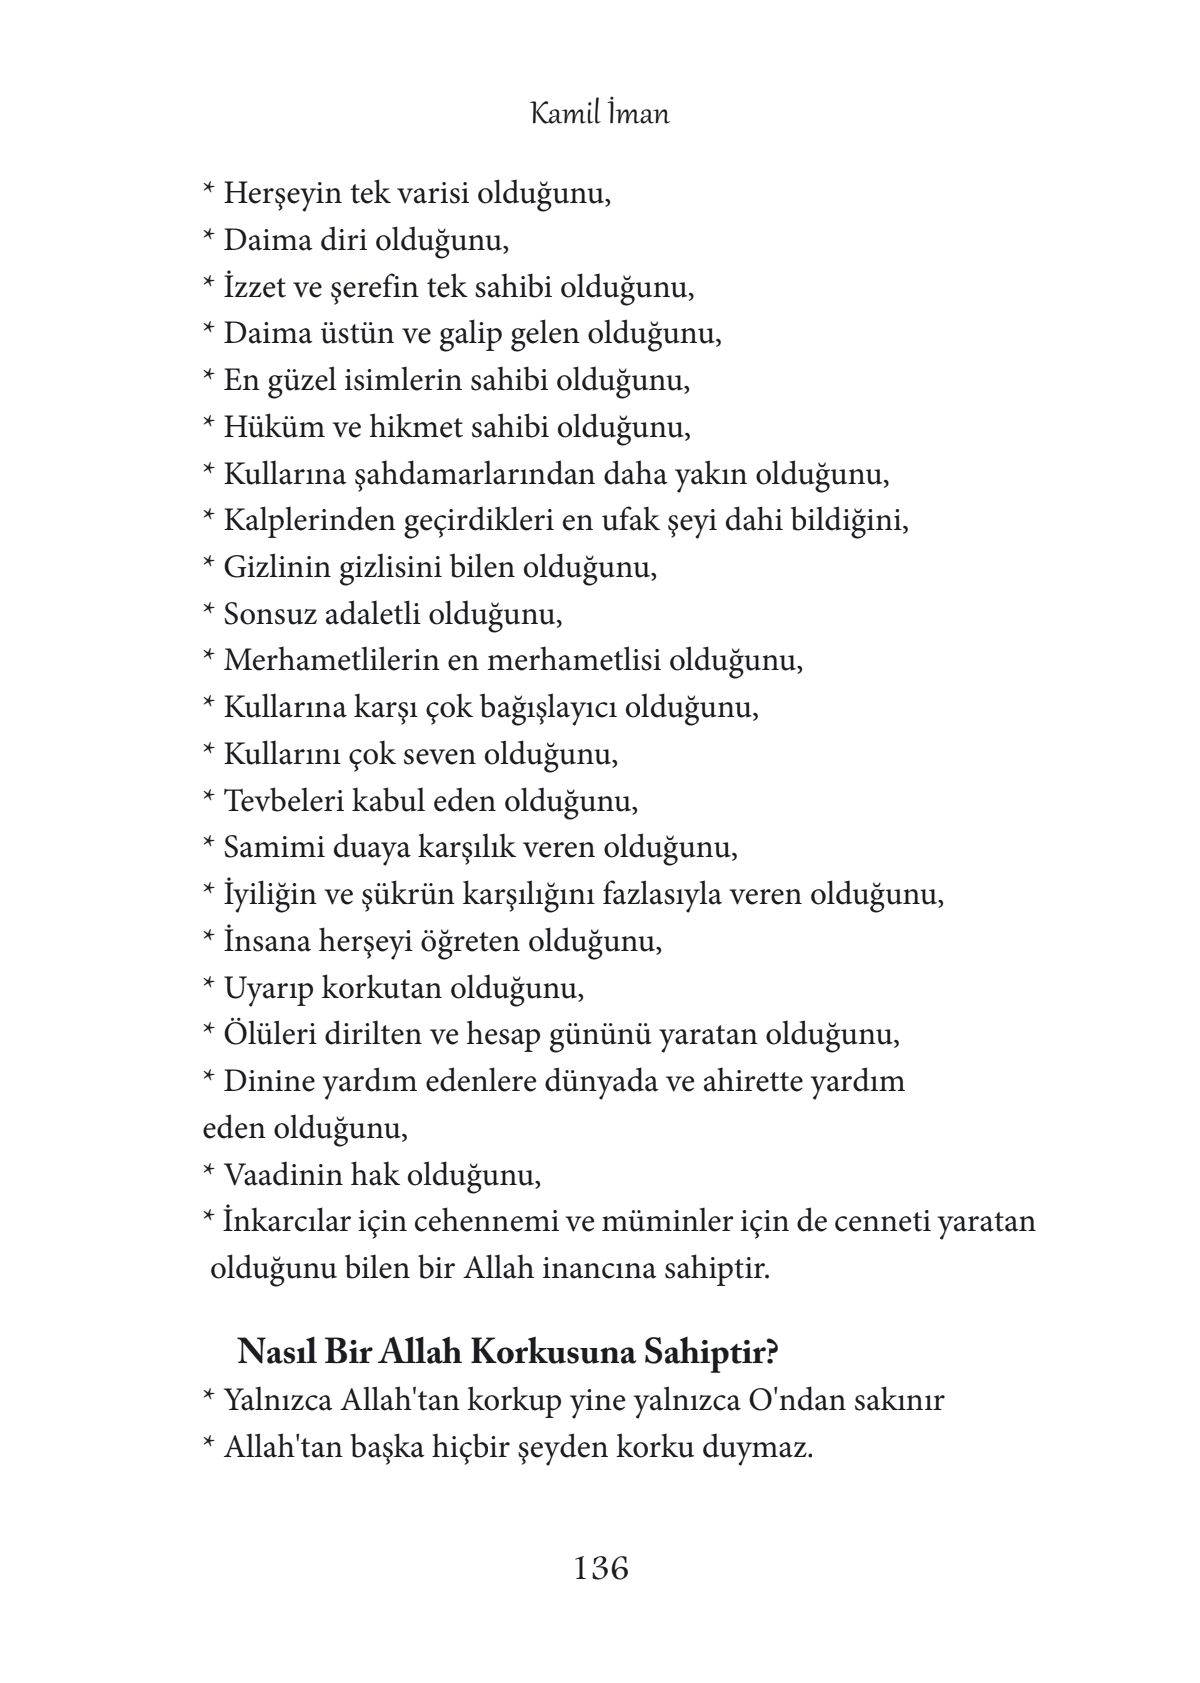 Kamil İman
* Herşeyin tek varisi olduğunu,
* Daima diri olduğunu,
* İzzet ve şerefin tek sahibi olduğunu,
* Daima üstün ve galip gelen olduğunu,
* En güzel isimlerin sahibi olduğunu,
* Hüküm ve hikmet sahibi olduğunu,
* Kullarına şahdamarlarından daha yakın olduğunu,
* Kalplerinden geçirdikleri en ufak şeyi dahi bildiğini,
* Gizlinin gizlisini bilen olduğunu,
* Sonsuz adaletli olduğunu,
* Merhametlilerin en merhametlisi olduğunu,
* Kullarına karşı çok bağışlayıcı olduğunu,
* Kullarını çok seven olduğunu,
* Tevbeleri kabul eden olduğunu,
* Samimi duaya karşılık veren olduğunu,
* İyiliğin ve şükrün karşılığını fazlasıyla veren olduğunu,
* İnsana herşeyi öğreten olduğunu,
* Uyarıp korkutan olduğunu,
* Ölüleri dirilten ve hesap gününü yaratan olduğunu,
* Dinine yardım edenlere dünyada ve ahirette yardım
eden olduğunu,
* Vaadinin hak olduğunu,
* İnkarcılar için cehennemi ve müminler için de cenneti yaratan
olduğunu bilen bir Allah inancına sahiptir.
Nasıl Bir Allah Korkusuna Sahiptir?
* Yalnızca Allah'tan korkup yine yalnızca O'ndan sakınır
* Allah'tan başka hiçbir şeyden korku duymaz.
136